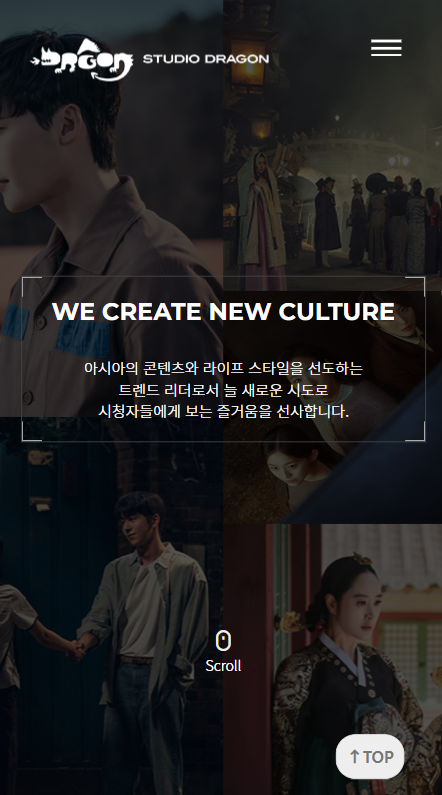 DRAGON STUDIO DRAGON
WE CREATE NEW CULTURE
아시아의 콘텐츠와 라이프 스타일을 선도하는
트렌드 리더로서 늘 새로운 시도로
시청자들에게 보는 즐거움을 선사합니다.
Scroll
↑TOP